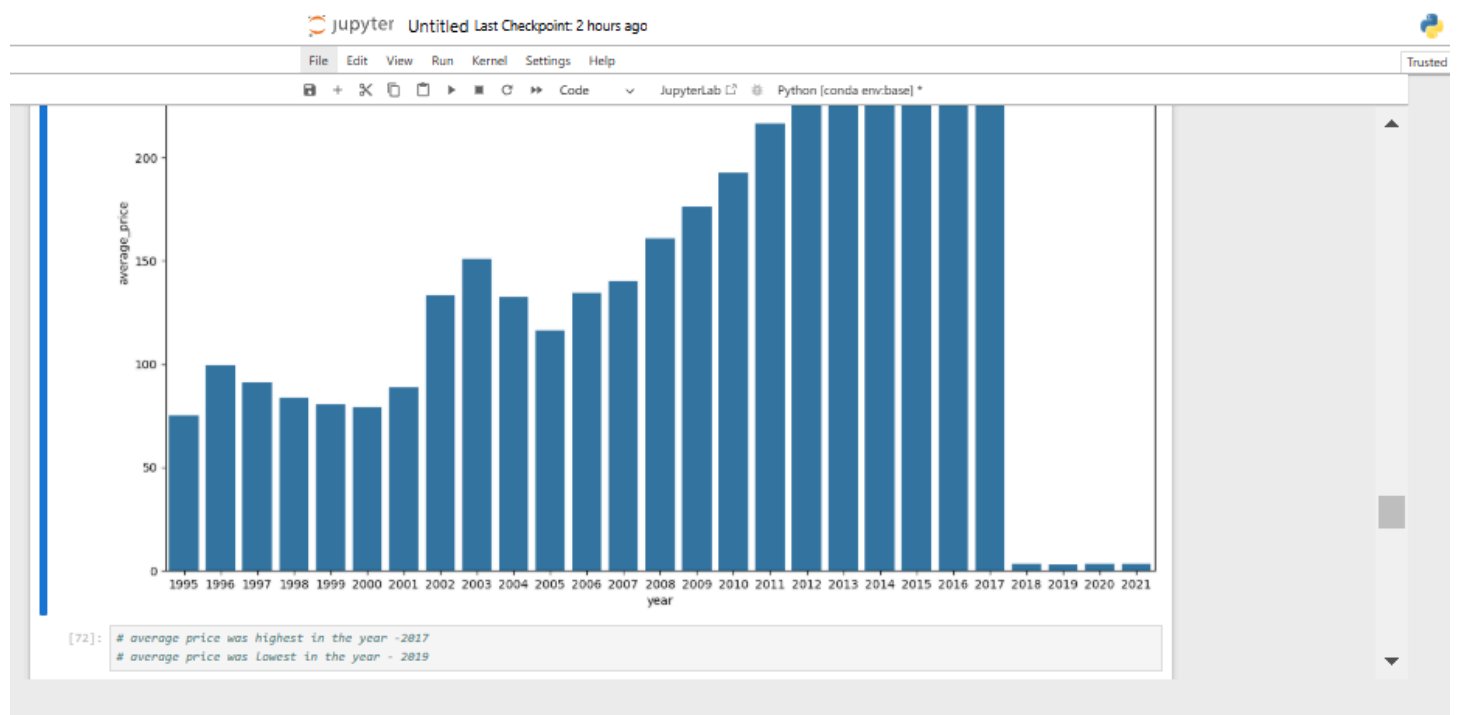 jupyter Untitled Last Checkpoint: 2 hours ago
File Edit View Run Kernel Settings Help
Trusted
Code JupyterLab Python [conda env:base] *
200
150
100
50
0
average_price
1995 1996 1997 1998 1999 2000 2001 2002 2003 2004 2005 2006 2007 2008 2009 2010 2011 2012 2013 2014 2015 2016 2017 2018 2019 2020 2021
year
[72]: # average price was highest in the year -2017
# average price was lowest in the year - 2019